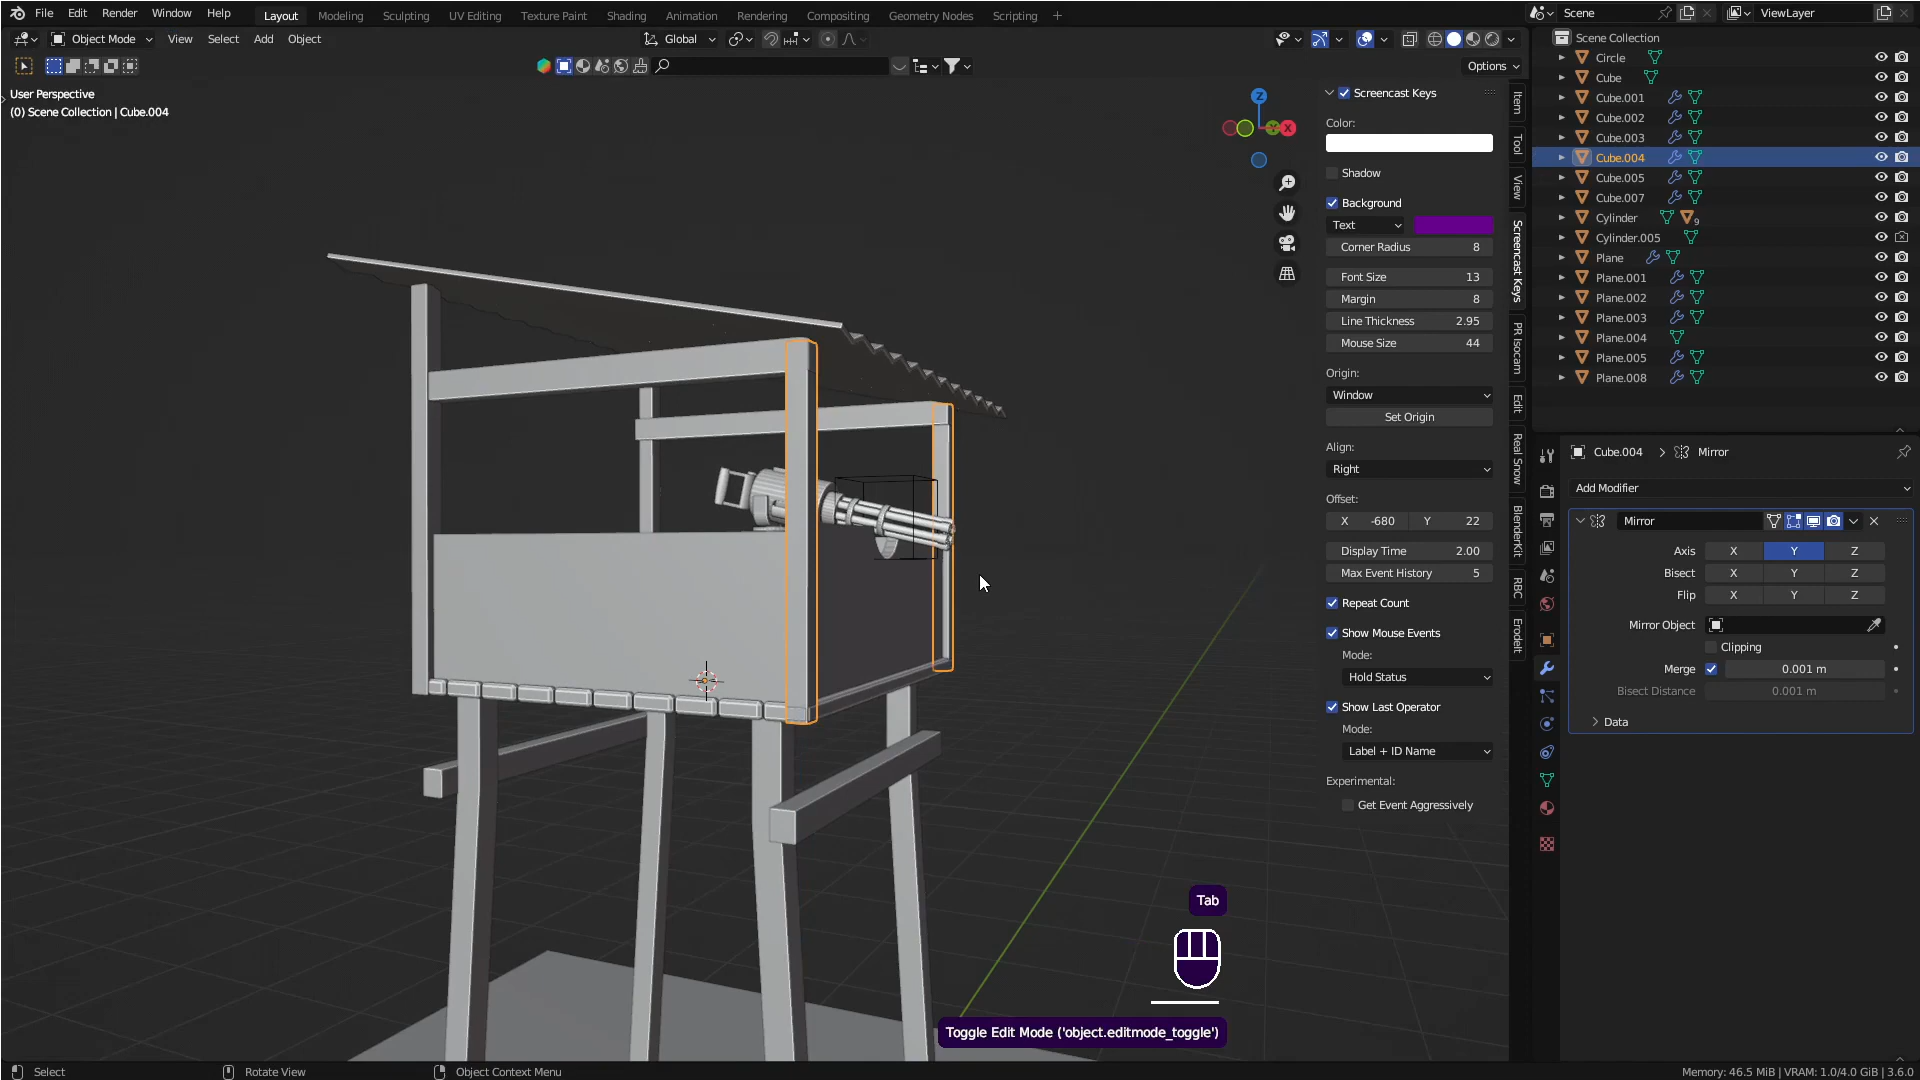 File Edit Render Window Help Layout Modeling Sculpting UV Editing Texture Paint Shading Animation Rendering Compositing Geometry Nodes Scripting + Scene ViewLayer
Object Mode View Select Add Object Global
Options
User Perspective
(0) Scene Collection | Cube.004
Z
Y
X
Screencast Keys
Color:
Shadow
Background
Text
Corner Radius 8
Font Size 13
Margin 8
Line Thickness 2.95
Mouse Size 44
Origin:
Window
Set Origin
Align:
Right
Offset:
X -680 Y 22
Display Time 2.00
Max Event History 5
Repeat Count
Show Mouse Events
Mode:
Hold Status
Show Last Operator
Mode:
Label + ID Name
Experimental:
Get Event Aggressively
Item
Tool
View
Screencast Keys
PR Isocam
Edit
Real Snow
BlenderKit
RBC
Erodelt
Scene Collection
Circle
Cube
Cube.001
Cube.002
Cube.003
Cube.004
Cube.005
Cube.007
Cylinder 9
Cylinder.005
Plane
Plane.001
Plane.002
Plane.003
Plane.004
Plane.005
Plane.008
Cube.004 Mirror
Add Modifier
Mirror
Axis X Y Z
Bisect X Y Z
Flip X Y Z
Mirror Object
Clipping
Merge 0.001 m
Bisect Distance 0.001 m
Data
Tab
Toggle Edit Mode ('object.editmode_toggle')
Select Rotate View Object Context Menu Memory: 46.5 MiB | VRAM: 1.0/4.0 GiB | 3.6.0